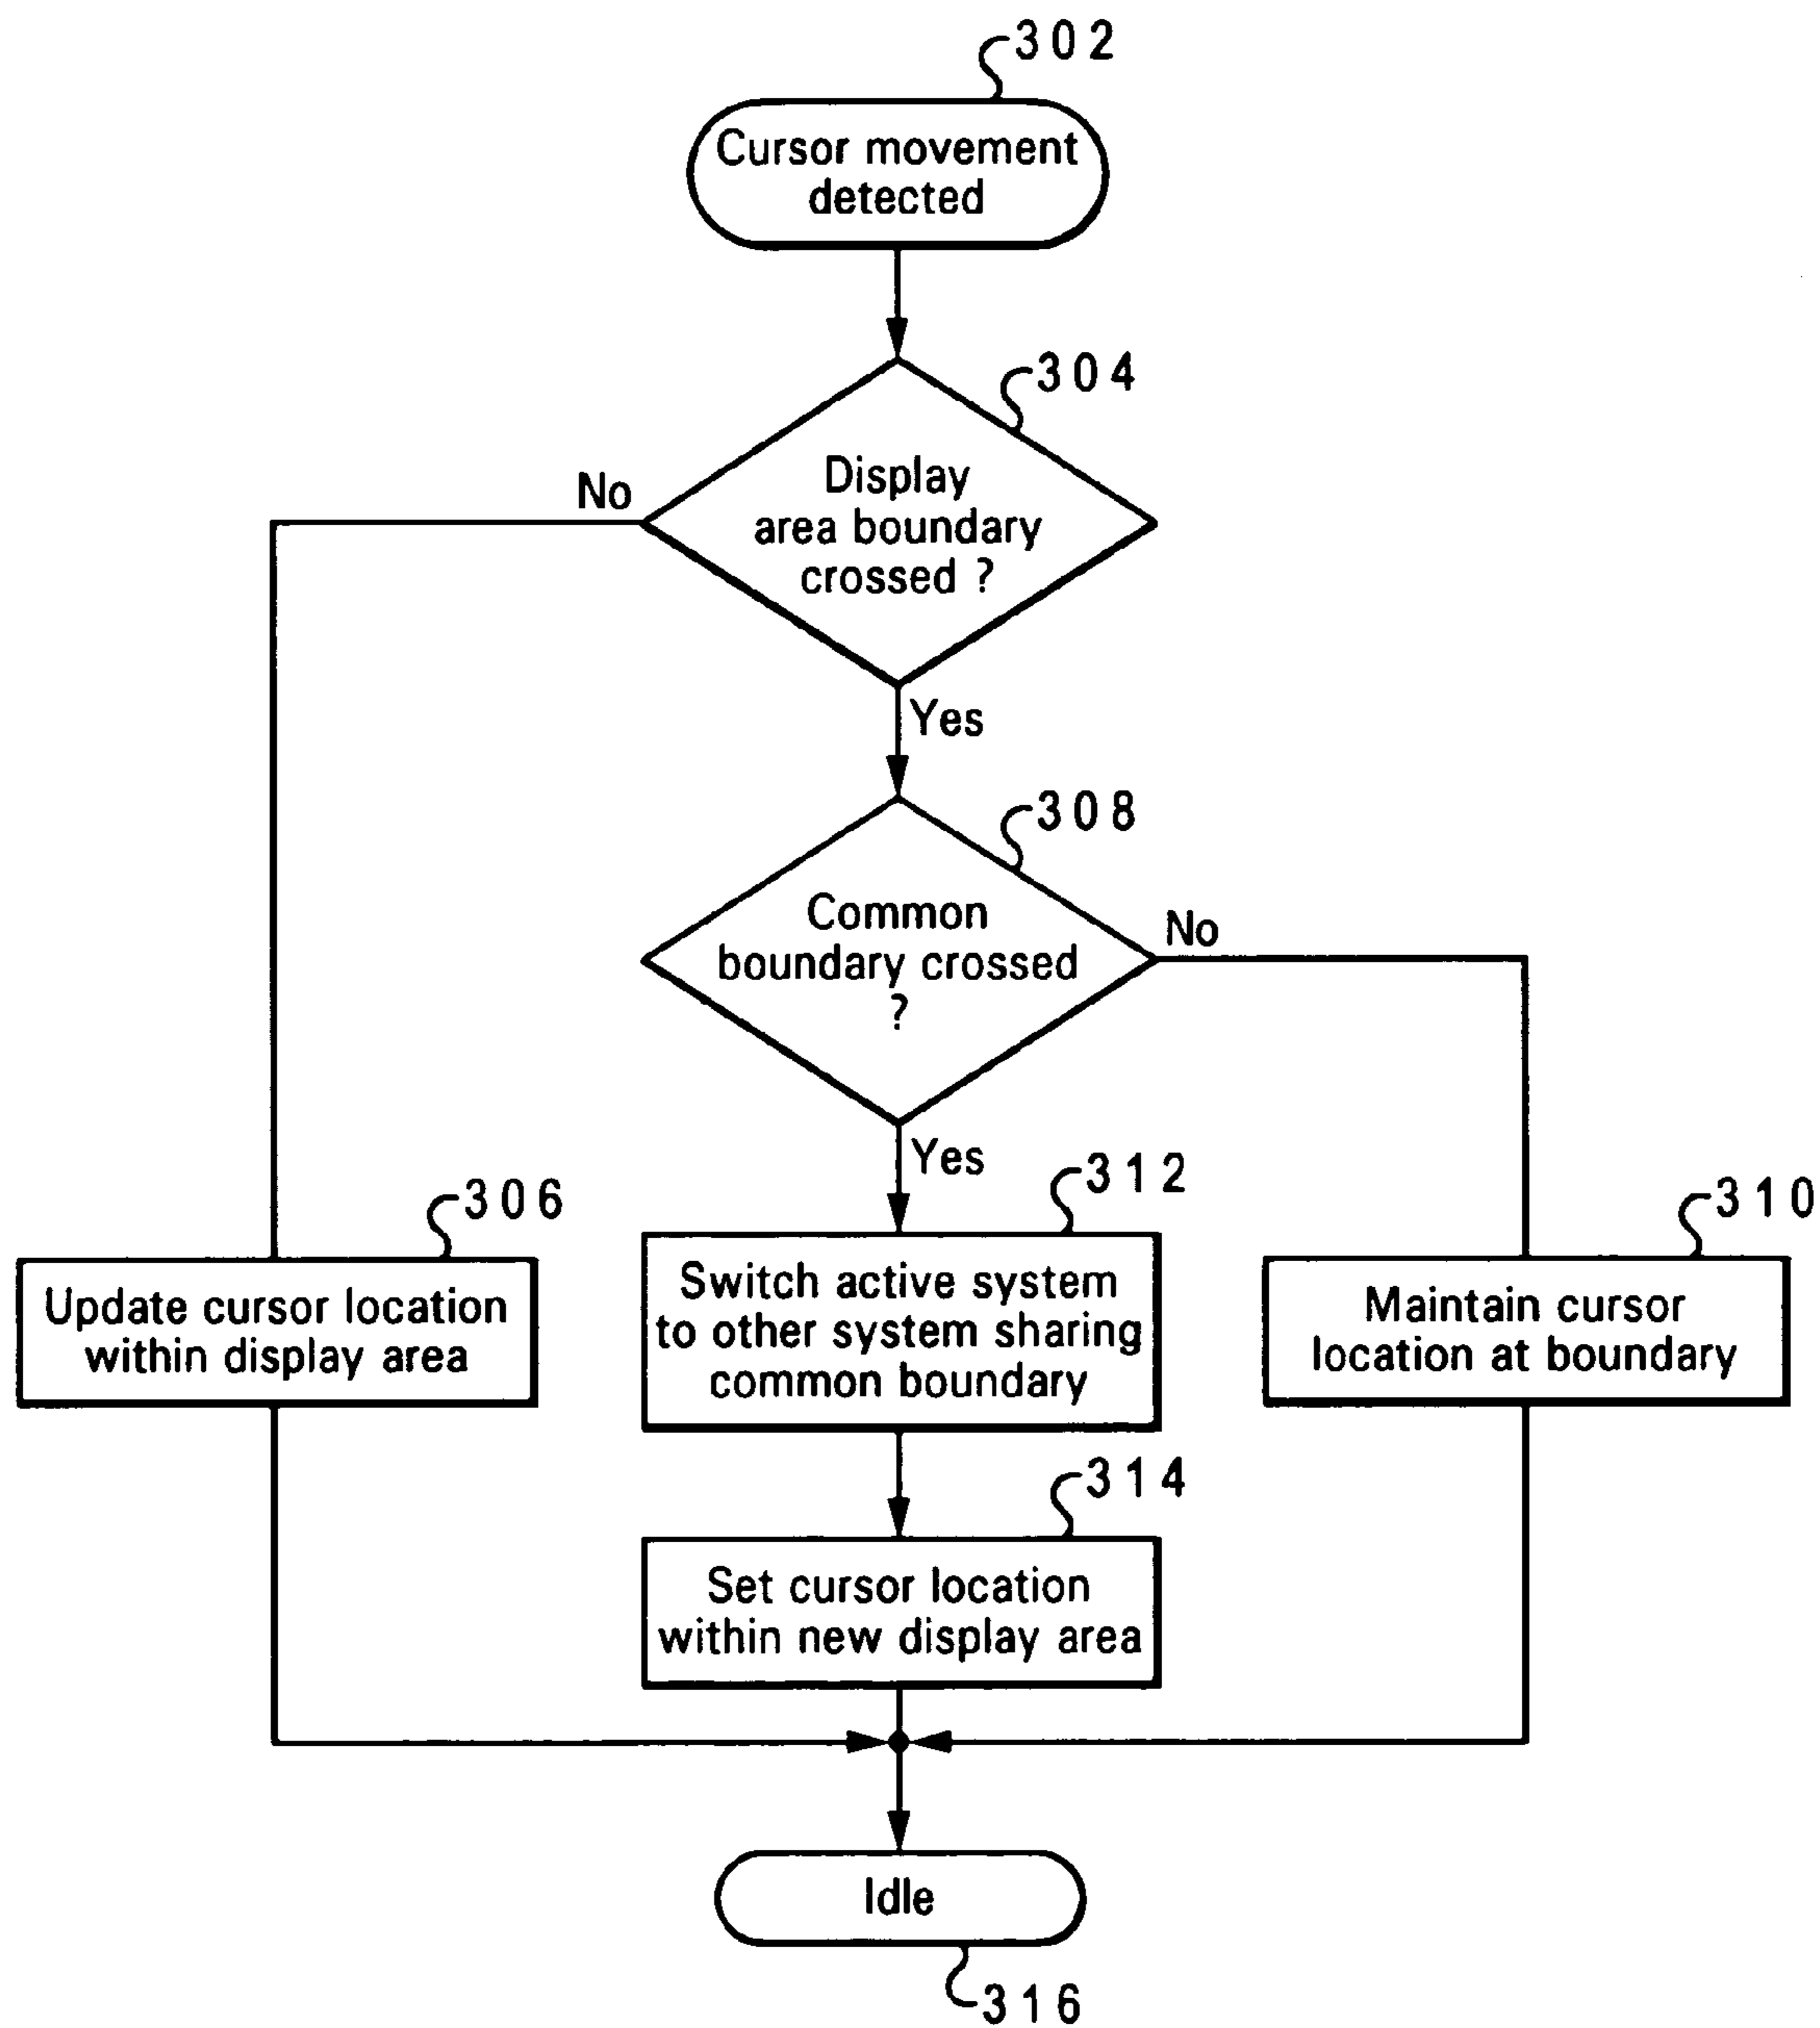 302
Cursor movement
detected
304
Display
area boundary
crossed ?
No
Yes
308
Common
boundary crossed
?
No
Yes
306
Update cursor location
within display area
312
Switch active system
to other system sharing
common boundary
310
Maintain cursor
location at boundary
314
Set cursor location
within new display area
Idle
316